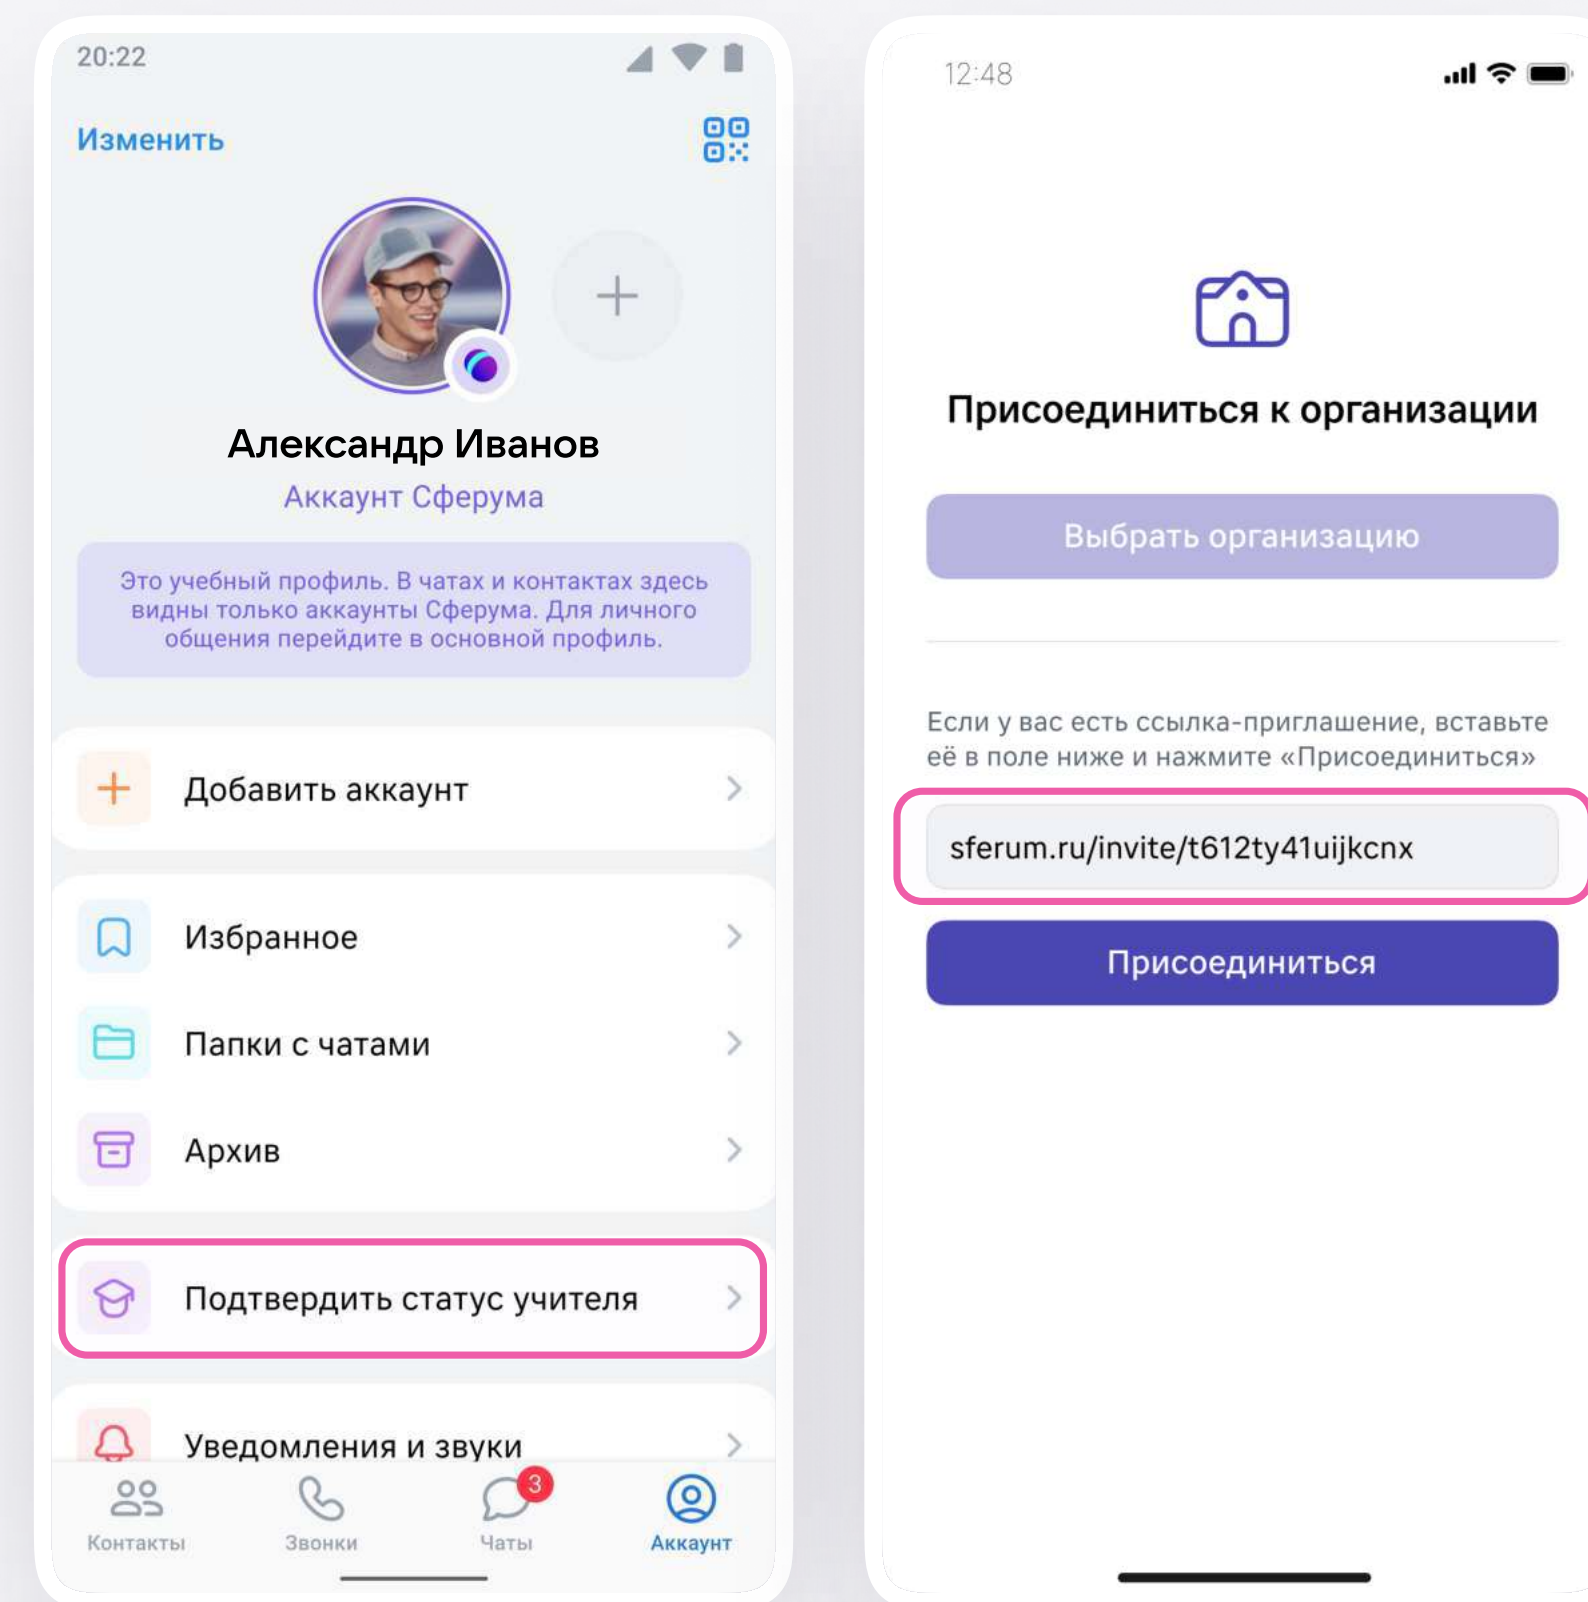 20:22
Изменить
Александр Иванов
Аккаунт Сферума
Это учебный профиль. В чатах и контактах здесь
видны только аккаунты Сферума. Для личного
общения перейдите в основной профиль.
Добавить аккаунт
Избранное
Папки с чатами
Архив
Подтвердить статус учителя
Уведомления и звуки
3
Контакты
Звонки
Чаты
Аккаунт
12:48
Присоединиться к организации
Выбрать организацию
Если у вас есть ссылка-приглашение, вставьте
её в поле ниже и нажмите «Присоединиться»
sferum.ru/invite/t612ty41uijkcnx
Присоединиться